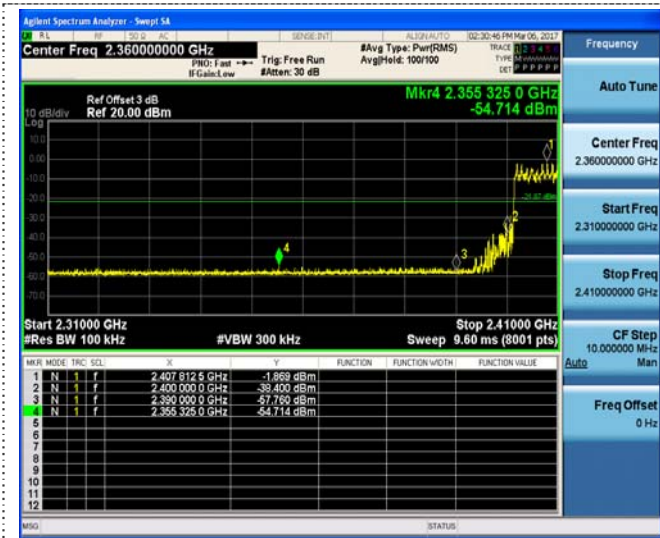 Agilent Spectrum Analyzer - Swept SA
RL RF 50 Ω AC SENSE:INT ALIGNAUTO 02:30:46 PM Mar 06, 2017
Center Freq 2.360000000 GHz
#Avg Type: Pwr(RMS)
TRACE 1 2 3 4 5 6
PNO: Fast Trig: Free Run Avg|Hold: 100/100
TYPE
IFGain:Low #Atten: 30 dB
DET P P P P P P
Mkr4 2.355 325 0 GHz
-54.714 dBm
Ref Offset 3 dB
10 dB/div Ref 20.00 dBm
Log
10.0
0.00
-10.0
-20.0
-30.0
-40.0
-50.0
-60.0
-70.0
-21.87 dBm
1
2
3
4
Start 2.31000 GHz Stop 2.41000 GHz
#Res BW 100 kHz #VBW 300 kHz Sweep 9.60 ms (8001 pts)
MKR MODE TRC SCL X Y FUNCTION FUNCTION WIDTH FUNCTION VALUE
1 N 1 f 2.407 812 5 GHz -1.869 dBm
2 N 1 f 2.400 000 0 GHz -38.400 dBm
3 N 1 f 2.390 000 0 GHz -57.760 dBm
4 N 1 f 2.355 325 0 GHz -54.714 dBm
5
6
7
8
9
10
11
12
MSG STATUS
Frequency
Auto Tune
Center Freq
2.360000000 GHz
Start Freq
2.310000000 GHz
Stop Freq
2.410000000 GHz
CF Step
10.000000 MHz
Auto Man
Freq Offset
0 Hz